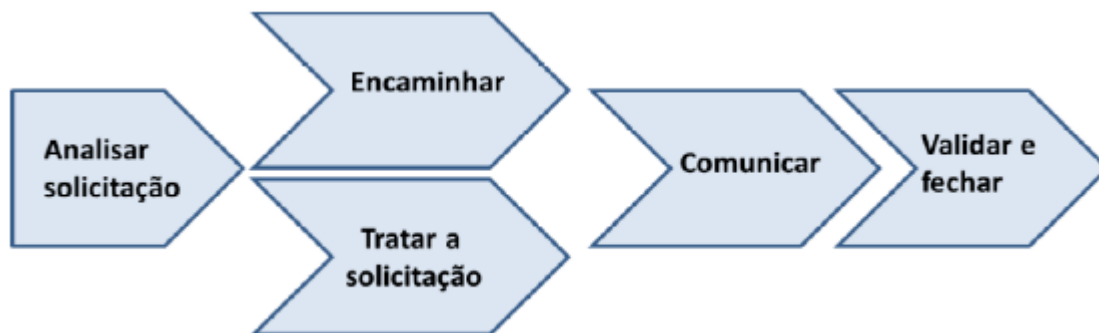 Analisar
solicitação
Encaminhar
Tratar a
solicitação
Comunicar
Validar e
fechar